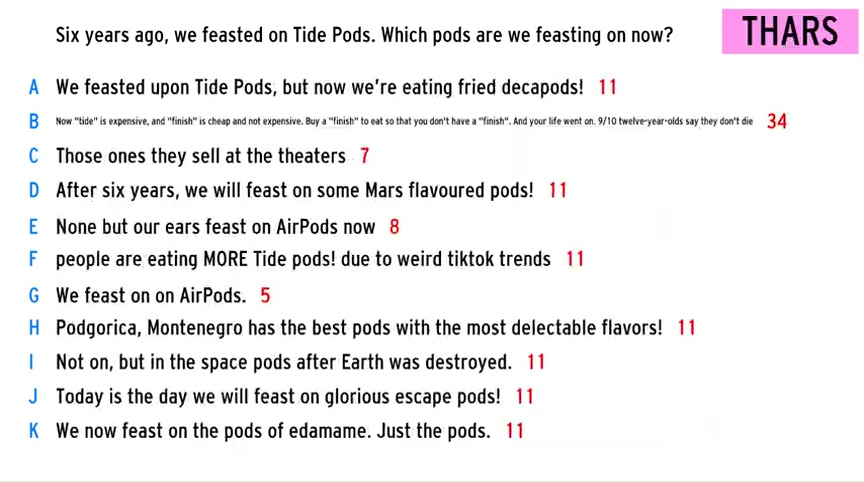 Six years ago, we feasted on Tide Pods. Which pods are we feasting on now?
THARS
A We feasted upon Tide Pods, but now we're eating fried decapods! 11
B Now "tide" is expensive, and "finish" is cheap and not expensive. Buy a "finish" to eat so that you don't have a "finish". And your life went on. 9/10 twelve-year-olds say they don't die 34
C Those ones they sell at the theaters 7
D After six years, we will feast on some Mars flavoured pods! 11
E None but our ears feast on AirPods now 8
F people are eating MORE Tide pods! due to weird tiktok trends 11
G We feast on on AirPods. 5
H Podgorica, Montenegro has the best pods with the most delectable flavors! 11
I Not on, but in the space pods after Earth was destroyed. 11
J Today is the day we will feast on glorious escape pods! 11
K We now feast on the pods of edamame. Just the pods. 11